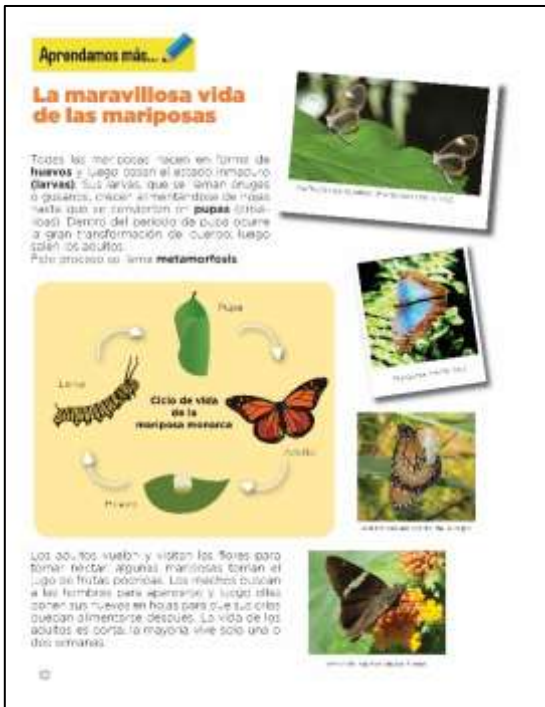 Aprendamos más...
La maravillosa vida
de las mariposas
Todas las mariposas nacen en forma de
huevos y luego pasan el estado inmaduro
(larvas). Sus larvas, que se llaman orugas
o gusanos, crecen alimentándose de hojas
hasta que se convierten en pupas
Dentro del periodo de pupa ocurre
la gran transformación de cuerpo, luego
salen los adultos.
Este proceso se llama metamorfosis.
Pupa
Larva
Ciclo de vida
de la
mariposa monarca
Adulto
Huevo
Los adultos vuelan y visitan las flores para
tomar néctar, algunas mariposas toman el
jugo de frutas podridas. Los machos buscan
a las hembras para aparearse y luego ellas
ponen sus huevos en hojas para que sus crías
puedan alimentarse después. La vida de los
adultos es corta, la mayoría vive solo una o
dos semanas.